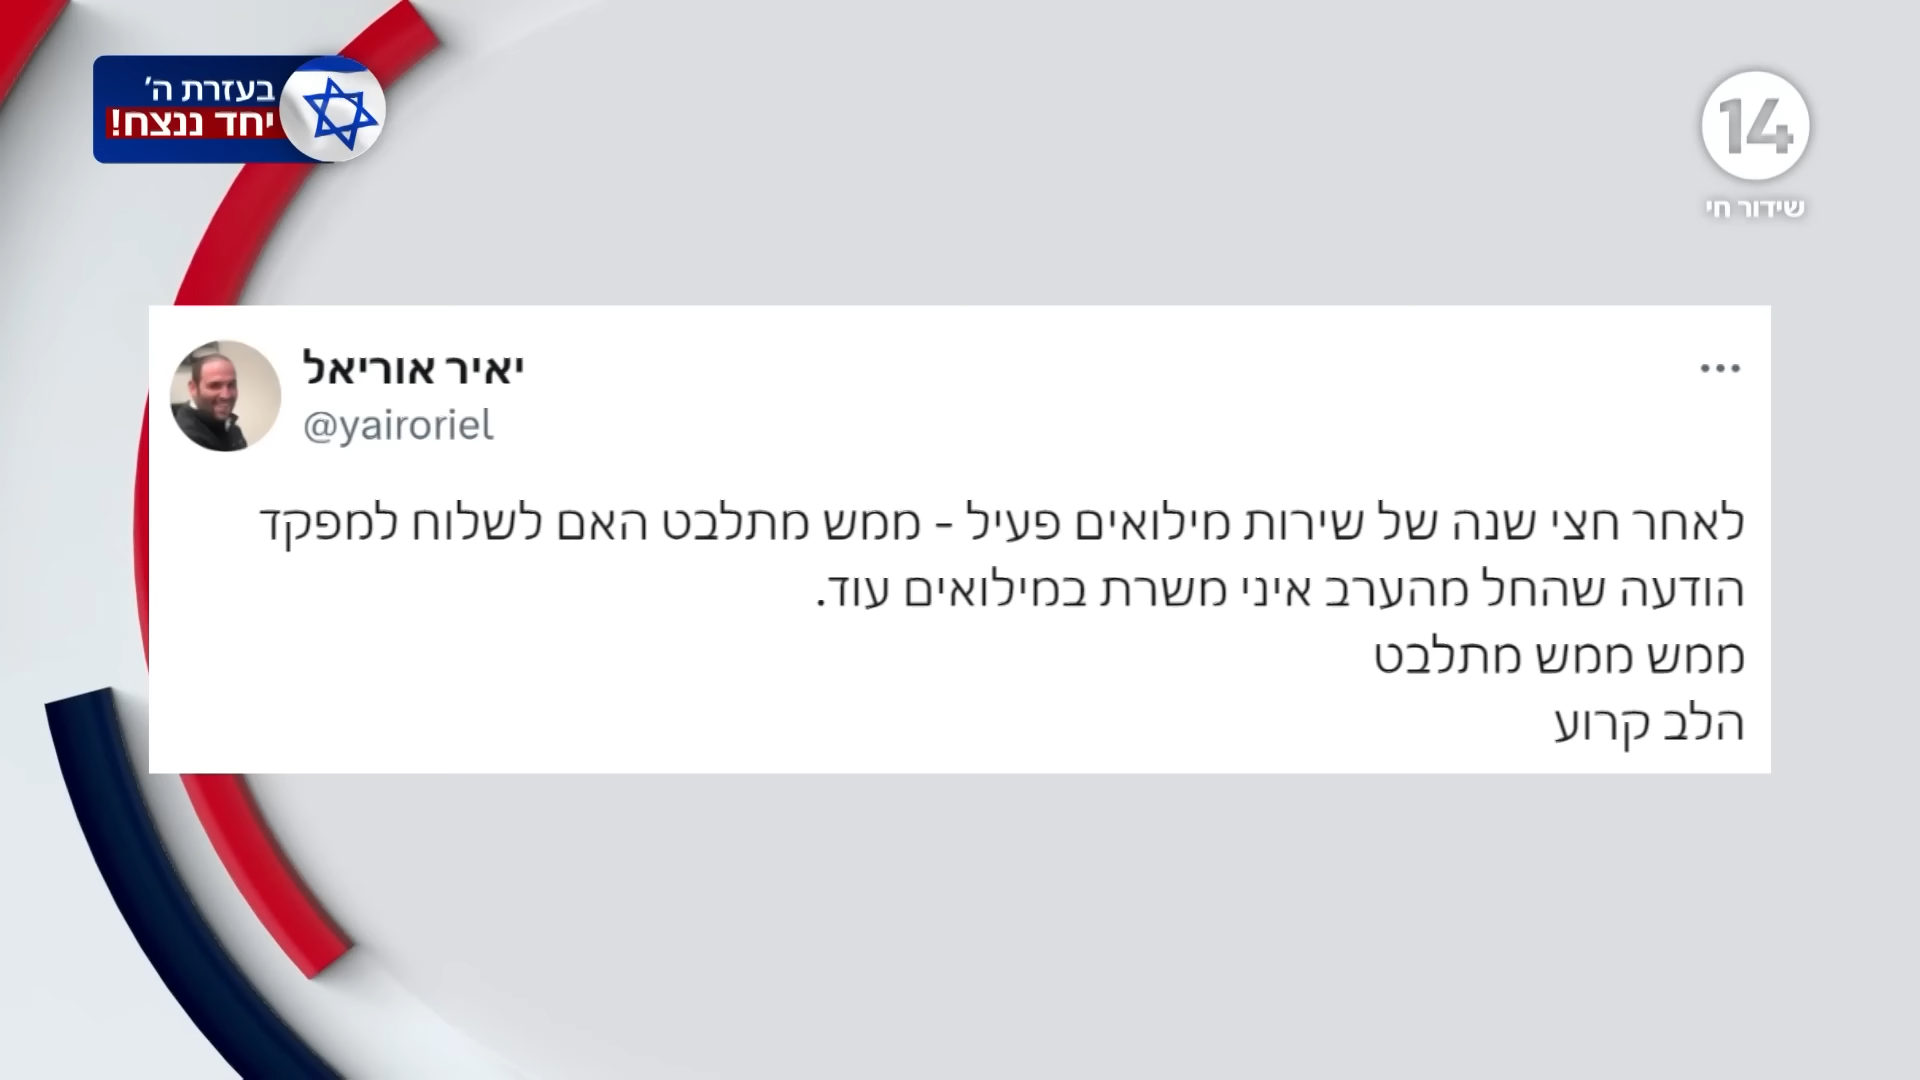 בעזרת ה'
יחד ננצח!
14
שידור חי
יאיר אוריאל
@yairoriel
לאחר חצי שנה של שירות מילואים פעיל - ממש מתלבט האם לשלוח למפקד
הודעה שהחל מהערב איני משרת במילואים עוד.
ממש ממש מתלבט
הלב קרוע